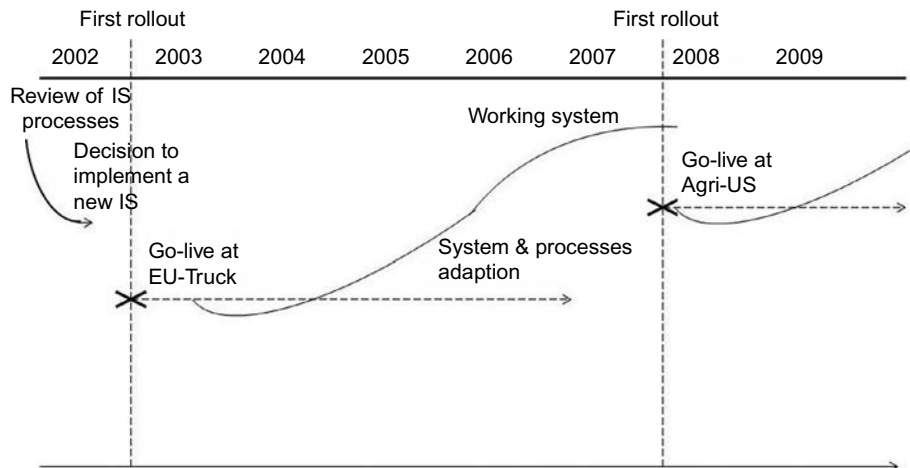 First rollout
First rollout
2002
2003
2004
2005
2006
2007
2008
2009
Review of IS
processes
Decision to
implement a
new IS
Go-live at
EU-Truck
System & processes
adaption
Working system
Go-live at
Agri-US